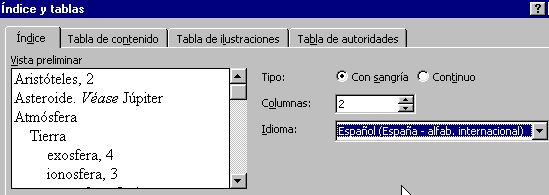 Índice y tablas
Índice
Tabla de contenido
Tabla de ilustraciones
Tabla de autoridades
Vista preliminar
Aristóteles, 2
Asteroide. Véase Júpiter
Atmósfera
Tierra
exosfera, 4
ionosfera, 3
Tipo:
Con sangría
Continuo
Columnas:
2
Idioma:
Español (España - alfab. internacional)